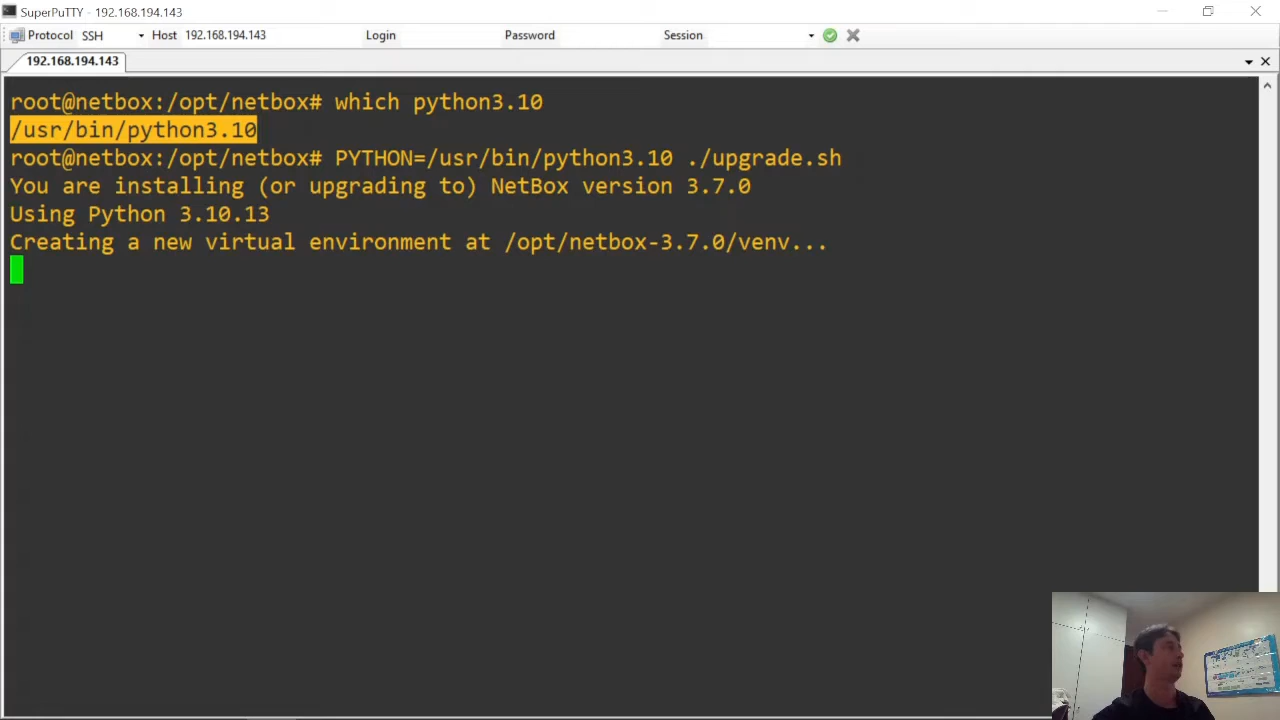 SuperPuTTY - 192.168.194.143
Protocol SSH Host 192.168.194.143 Login Password Session
192.168.194.143
root@netbox:/opt/netbox# which python3.10
/usr/bin/python3.10
root@netbox:/opt/netbox# PYTHON=/usr/bin/python3.10 ./upgrade.sh
You are installing (or upgrading to) NetBox version 3.7.0
Using Python 3.10.13
Creating a new virtual environment at /opt/netbox-3.7.0/venv...